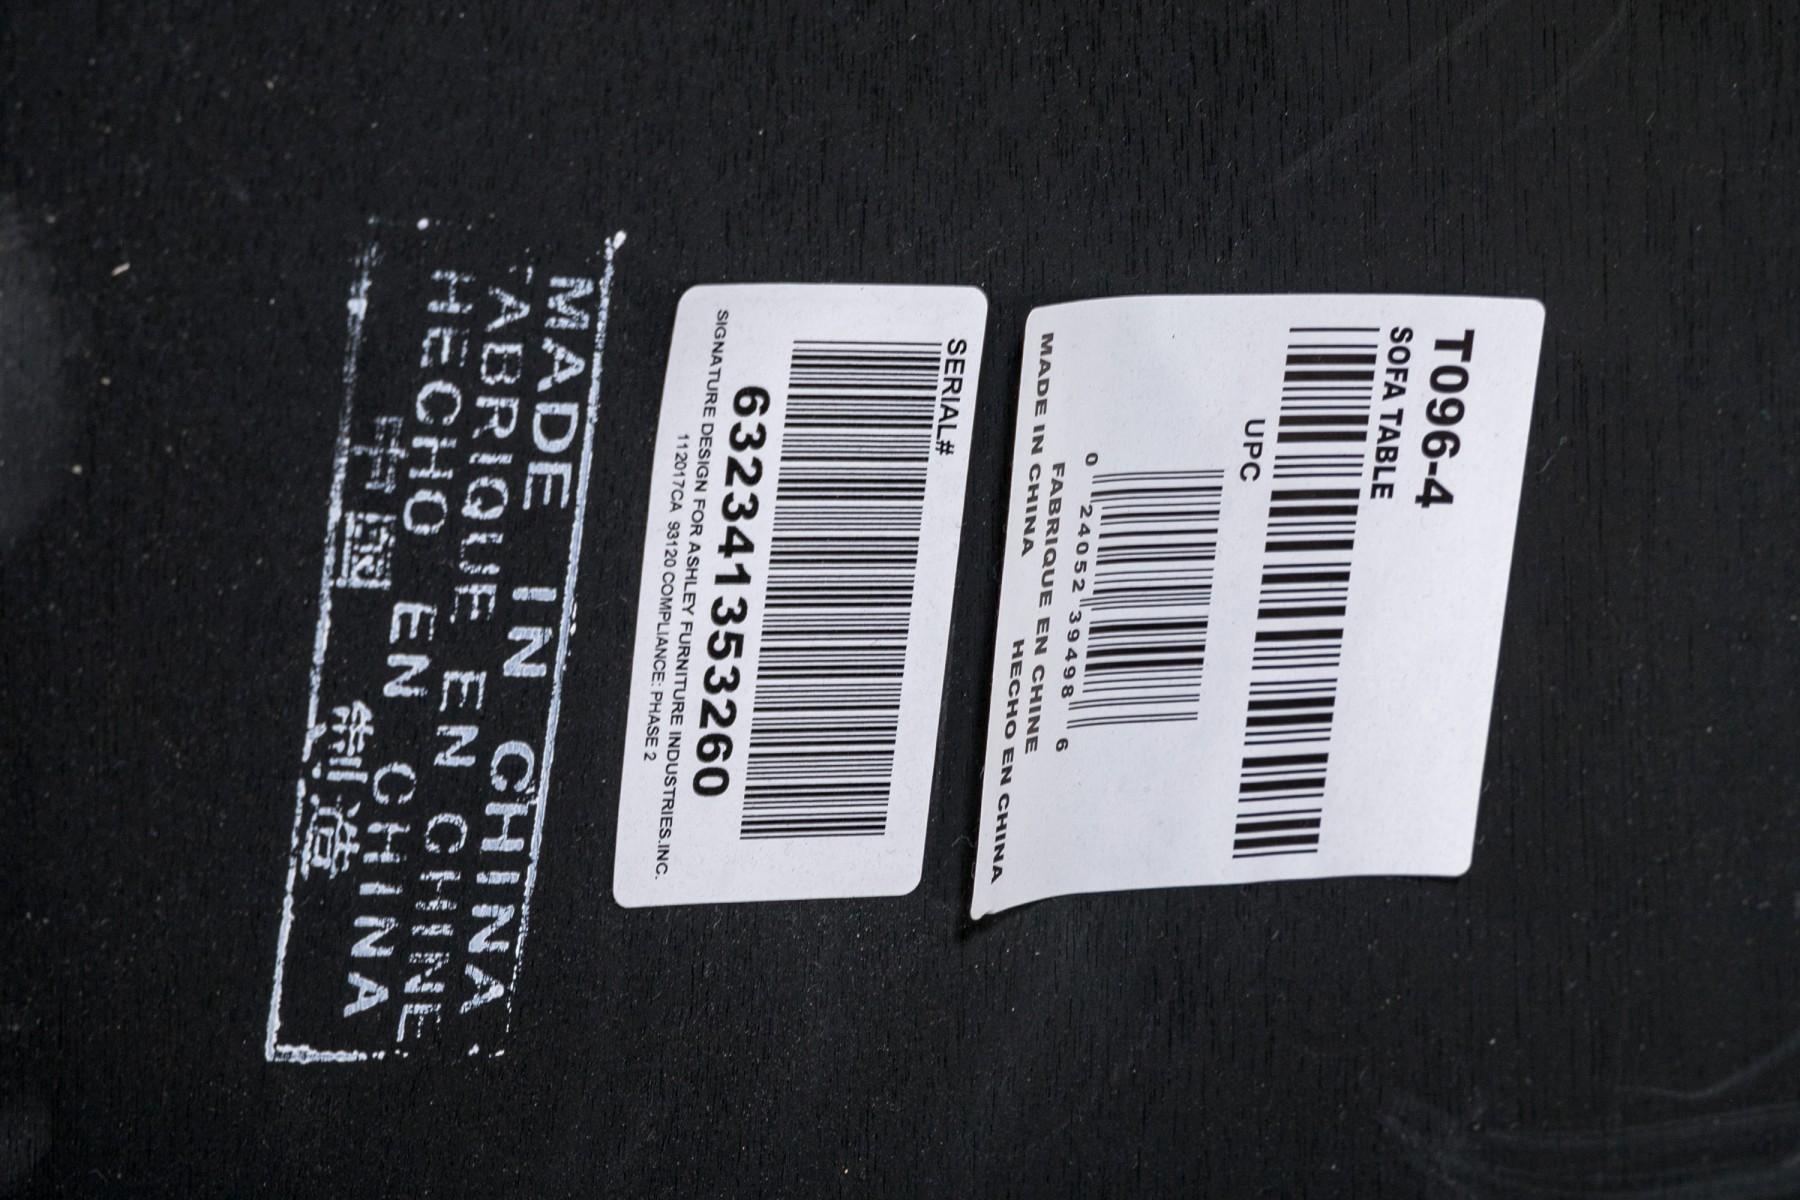 T096-4
SOFA TABLE
UPC
0 24052 39498 6
FABRIQUE EN CHINE
MADE IN CHINA HECHO EN CHINA
SERIAL#
632341353260
SIGNATURE DESIGN FOR ASHLEY FURNITURE INDUSTRIES.INC.
112017CA 93120 COMPLIANCE: PHASE 2
MADE IN CHINA
FABRIQUE EN CHINE
HECHO EN CHINA
中国 制造